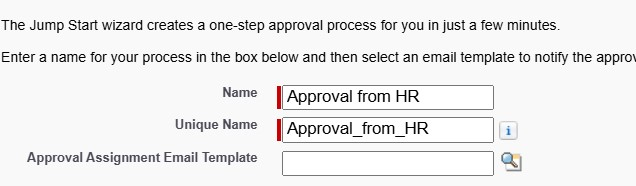 The Jump Start wizard creates a one-step approval process for you in just a few minutes.
Enter a name for your process in the box below and then select an email template to notify the
Name Approval from HR
Unique Name Approval_from_HR i
Approval Assignment Email Template